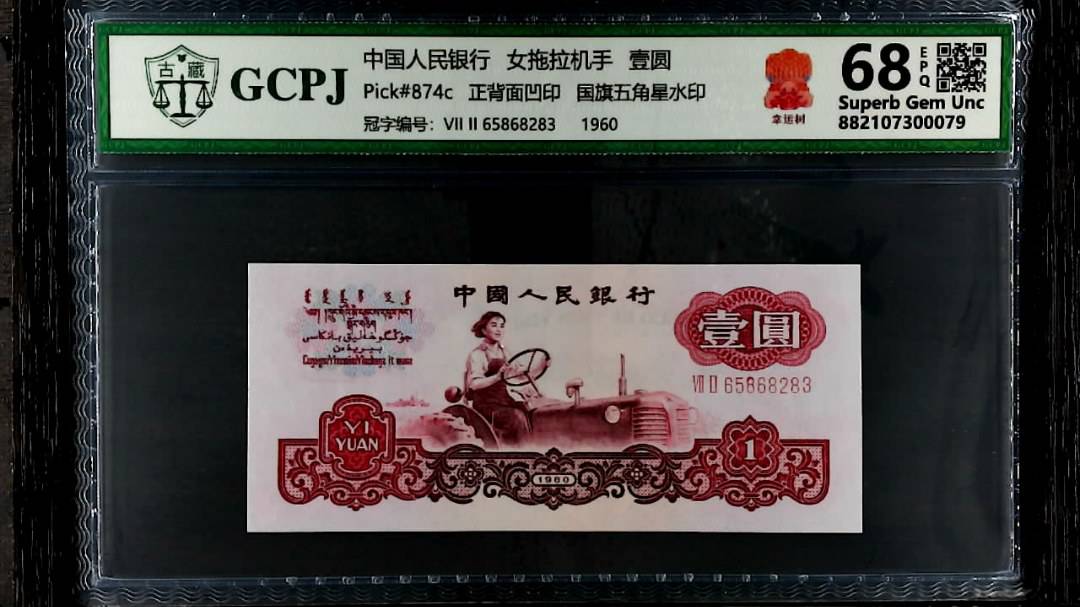 古藏
GCPJ
中国人民银行 女拖拉机手 壹圆
Pick#874c 正背面凹印 国旗五角星水印
冠字编号：VII II 65868283 1960
幸运树
68 EPQ
Superb Gem Unc
882107300079
中國人民銀行
壹圓
VII II 65868283
YI
YUAN
1960
1